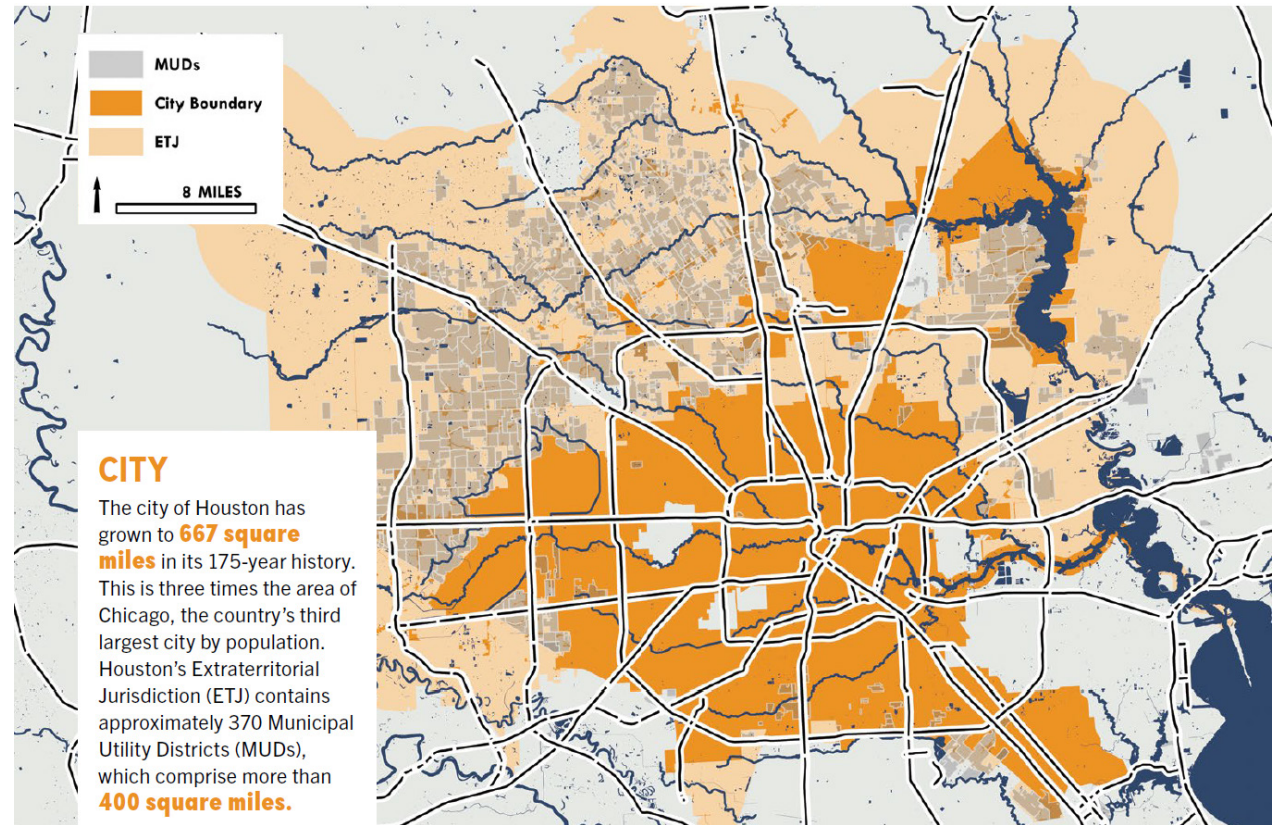 MUDs
City Boundary
ETJ
8 MILES
CITY
The city of Houston has
grown to 667 square
miles in its 175-year history.
This is three times the area of
Chicago, the country’s third
largest city by population.
Houston’s Extraterritorial
Jurisdiction (ETJ) contains
approximately 370 Municipal
Utility Districts (MUDs),
which comprise more than
400 square miles.